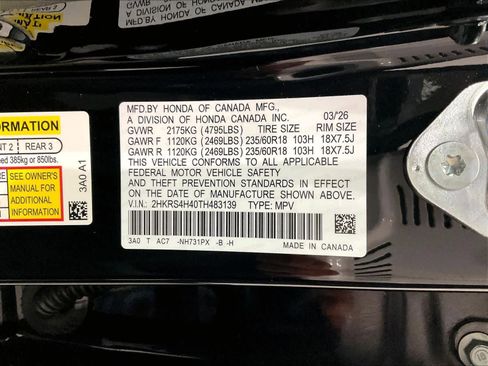 MFD.BY HONDA OF CANADA MFG.,
A DIVISION OF HONDA CANADA INC. 03/26
GVWR 2175KG (4795LBS) TIRE SIZE RIM SIZE
GAWR F 1120KG (2469LBS) 235/60R18 103H 18X7.5J
GAWR R 1120KG (2469LBS) 235/60R18 103H 18X7.5J
THIS VEHICLE CONFORMS TO ALL APPLICABLE
FEDERAL MOTOR VEHICLE SAFETY
AND THEFT PREVENTION STANDARDS IN EFFECT
ON THE DATE OF MANUFACTURE SHOWN ABOVE.
V.I.N: 2HKRS4H40TH483139 TYPE: MPV
3A0 T AC7 -NH731PX -B -H
MADE IN CANADA
FORMATION
NT 2 REAR 3
eed 385kg or 850lbs.
SEE OWNER'S
MANUAL FOR
ADDITIONAL
INFORMATION
3A0 A1